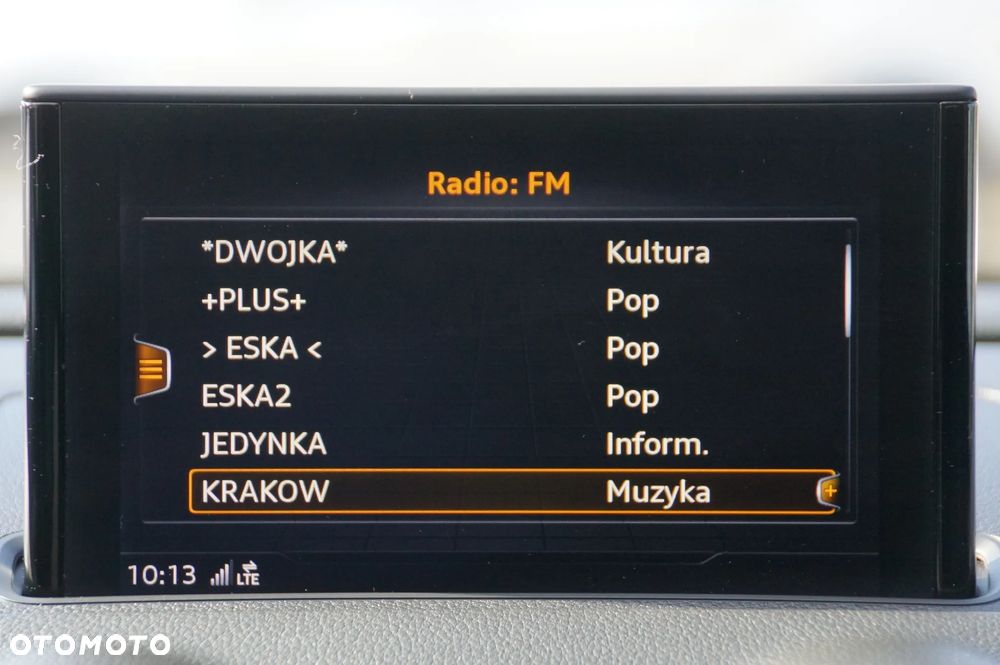 Radio: FM
*DWOJKA* Kultura
+PLUS+ Pop
> ESKA < Pop
ESKA2 Pop
JEDYNKA Inform.
KRAKOW Muzyka +
10:13 LTE
OTOMOTO